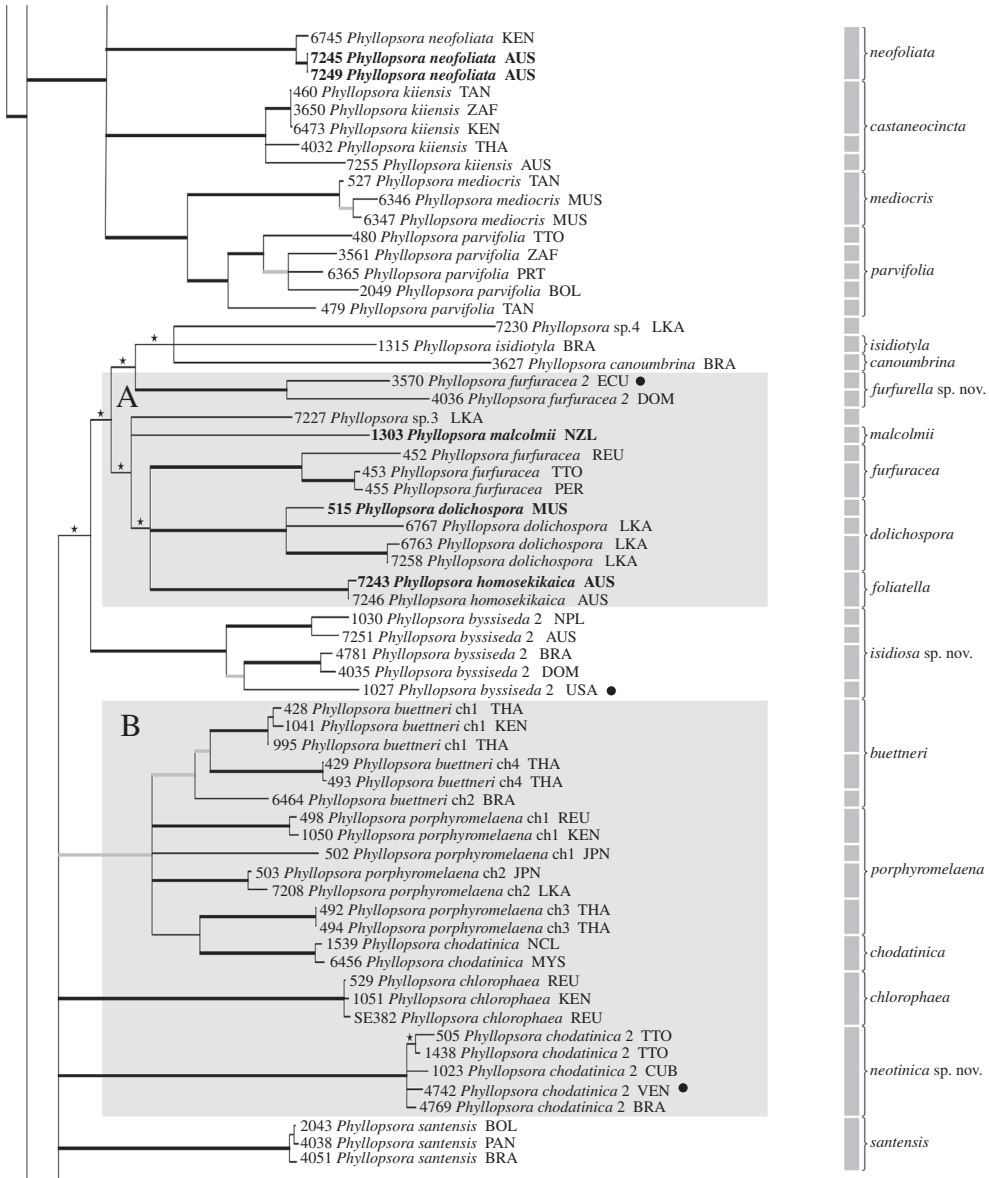 6745 Phyllopsora neofoliata KEN
7245 Phyllopsora neofoliata AUS
7249 Phyllopsora neofoliata AUS
neofoliata
460 Phyllopsora kiiensis TAN
3650 Phyllopsora kiiensis ZAF
6473 Phyllopsora kiiensis KEN
4032 Phyllopsora kiiensis THA
7255 Phyllopsora kiiensis AUS
castaneocincta
527 Phyllopsora mediocris TAN
6346 Phyllopsora mediocris MUS
6347 Phyllopsora mediocris MUS
mediocris
480 Phyllopsora parvifolia TTO
3561 Phyllopsora parvifolia ZAF
6365 Phyllopsora parvifolia PRT
2049 Phyllopsora parvifolia BOL
479 Phyllopsora parvifolia TAN
parvifolia
7230 Phyllopsora sp.4 LKA
1315 Phyllopsora isidiotyla BRA
isidiotyla
3627 Phyllopsora canoumbrina BRA
canoumbrina
A
3570 Phyllopsora furfuracea 2 ECU ●
4036 Phyllopsora furfuracea 2 DOM
furfurella sp. nov.
7227 Phyllopsora sp.3 LKA
1303 Phyllopsora malcolmii NZL
malcolmii
452 Phyllopsora furfuracea REU
453 Phyllopsora furfuracea TTO
455 Phyllopsora furfuracea PER
furfuracea
515 Phyllopsora dolichospora MUS
6767 Phyllopsora dolichospora LKA
6763 Phyllopsora dolichospora LKA
7258 Phyllopsora dolichospora LKA
dolichospora
7243 Phyllopsora homosekikaica AUS
7246 Phyllopsora homosekikaica AUS
foliatella
1030 Phyllopsora byssiseda 2 NPL
7251 Phyllopsora byssiseda 2 AUS
4781 Phyllopsora byssiseda 2 BRA
4035 Phyllopsora byssiseda 2 DOM
1027 Phyllopsora byssiseda 2 USA ●
isidiosa sp. nov.
B
428 Phyllopsora buettneri ch1 THA
1041 Phyllopsora buettneri ch1 KEN
995 Phyllopsora buettneri ch1 THA
429 Phyllopsora buettneri ch4 THA
493 Phyllopsora buettneri ch4 THA
6464 Phyllopsora buettneri ch2 BRA
buettneri
498 Phyllopsora porphyromelaena ch1 REU
1050 Phyllopsora porphyromelaena ch1 KEN
502 Phyllopsora porphyromelaena ch1 JPN
503 Phyllopsora porphyromelaena ch2 JPN
7208 Phyllopsora porphyromelaena ch2 LKA
492 Phyllopsora porphyromelaena ch3 THA
494 Phyllopsora porphyromelaena ch3 THA
porphyromelaena
1539 Phyllopsora chodatinica NCL
6456 Phyllopsora chodatinica MYS
chodatinica
529 Phyllopsora chlorophaea REU
1051 Phyllopsora chlorophaea KEN
SE382 Phyllopsora chlorophaea REU
chlorophaea
505 Phyllopsora chodatinica 2 TTO
1438 Phyllopsora chodatinica 2 TTO
1023 Phyllopsora chodatinica 2 CUB
4742 Phyllopsora chodatinica 2 VEN ●
4769 Phyllopsora chodatinica 2 BRA
neotinica sp. nov.
2043 Phyllopsora santensis BOL
4038 Phyllopsora santensis PAN
4051 Phyllopsora santensis BRA
santensis